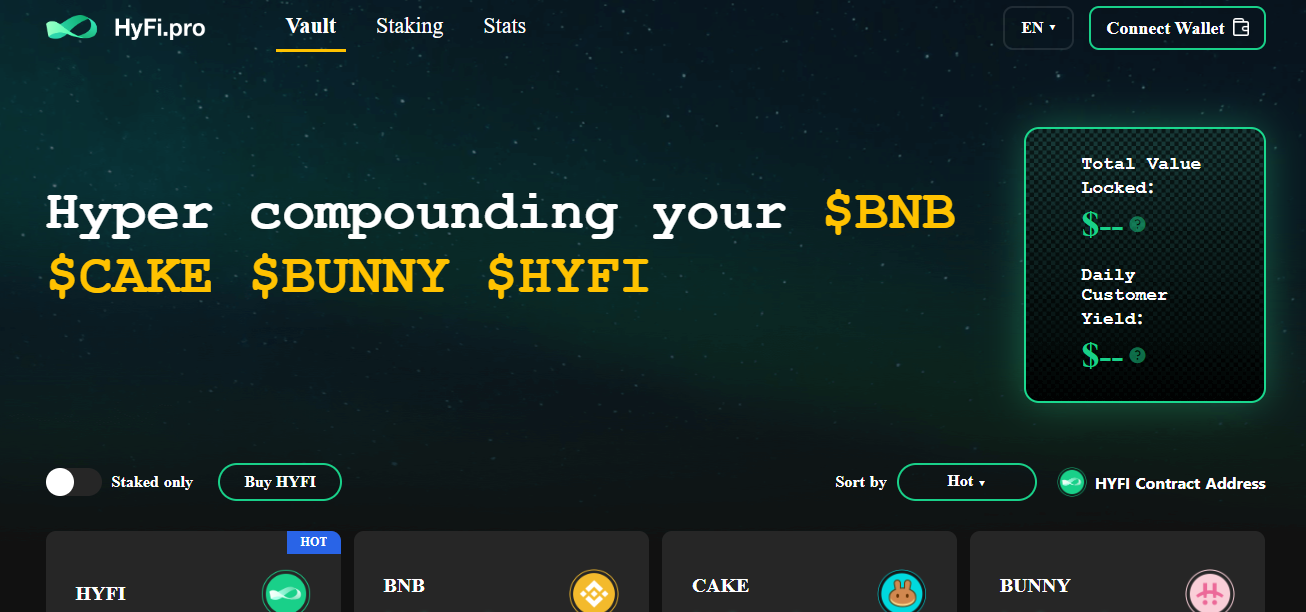 HyFi.pro
Vault
Staking
Stats
EN
Connect Wallet
Hyper compounding your $BNB
$CAKE $BUNNY $HYFI
Total Value
Locked:
$-- ?
Daily
Customer
Yield:
$-- ?
Staked only
Buy HYFI
Sort by
Hot
HYFI Contract Address
HOT
HYFI
BNB
CAKE
BUNNY